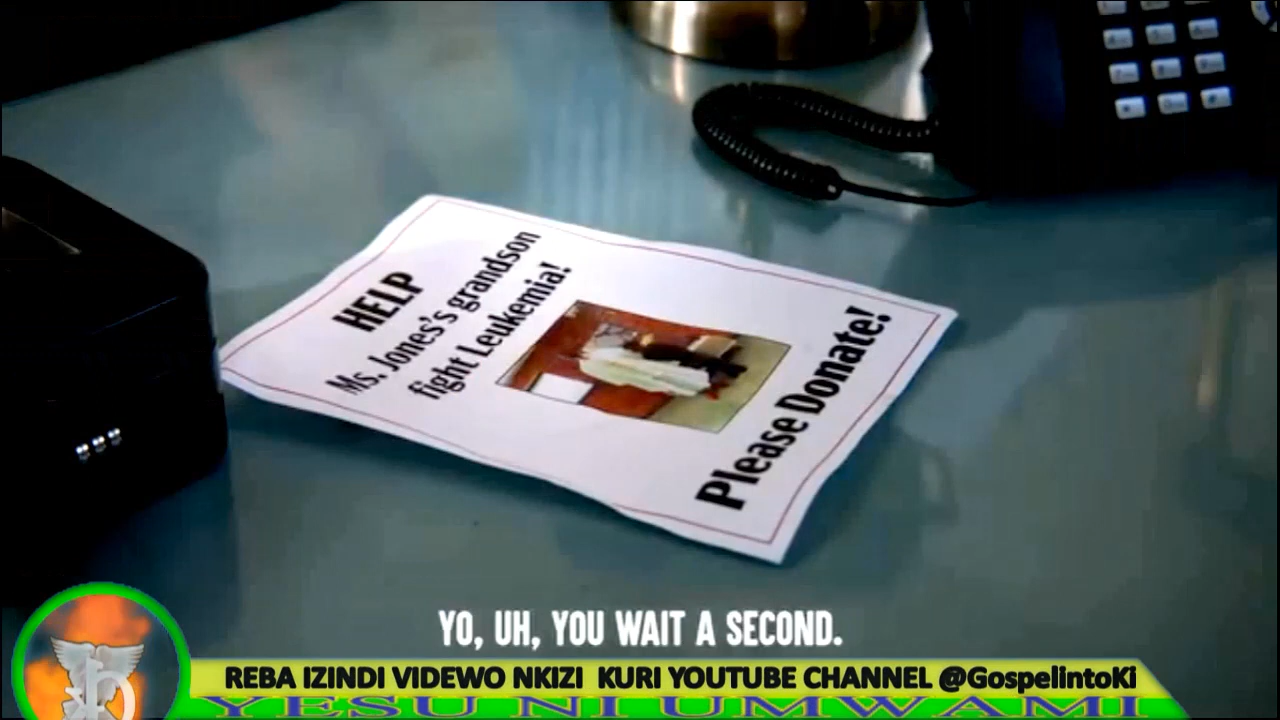 HELP
Ms. Jones's grandson
fight Leukemia!
Please Donate!
YO, UH, YOU WAIT A SECOND.
REBA IZINDI VIDEWO NKIZI KURI YOUTUBE CHANNEL @GospelintoKi
YESU NI UMWAMI